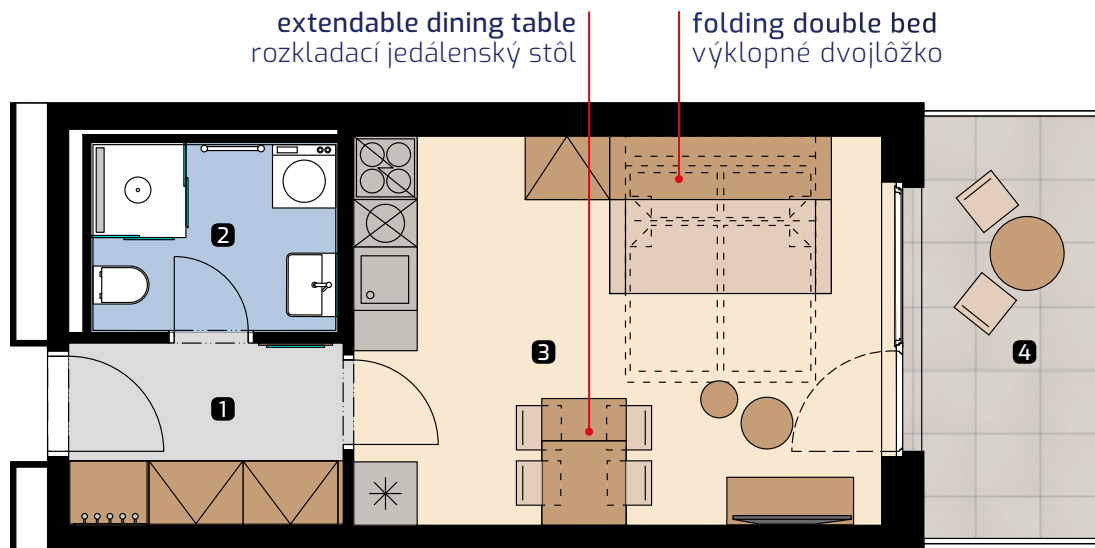 extendable dining table
rozkladací jedálenský stôl
folding double bed
výklopné dvojlôžko
2
3
4
1